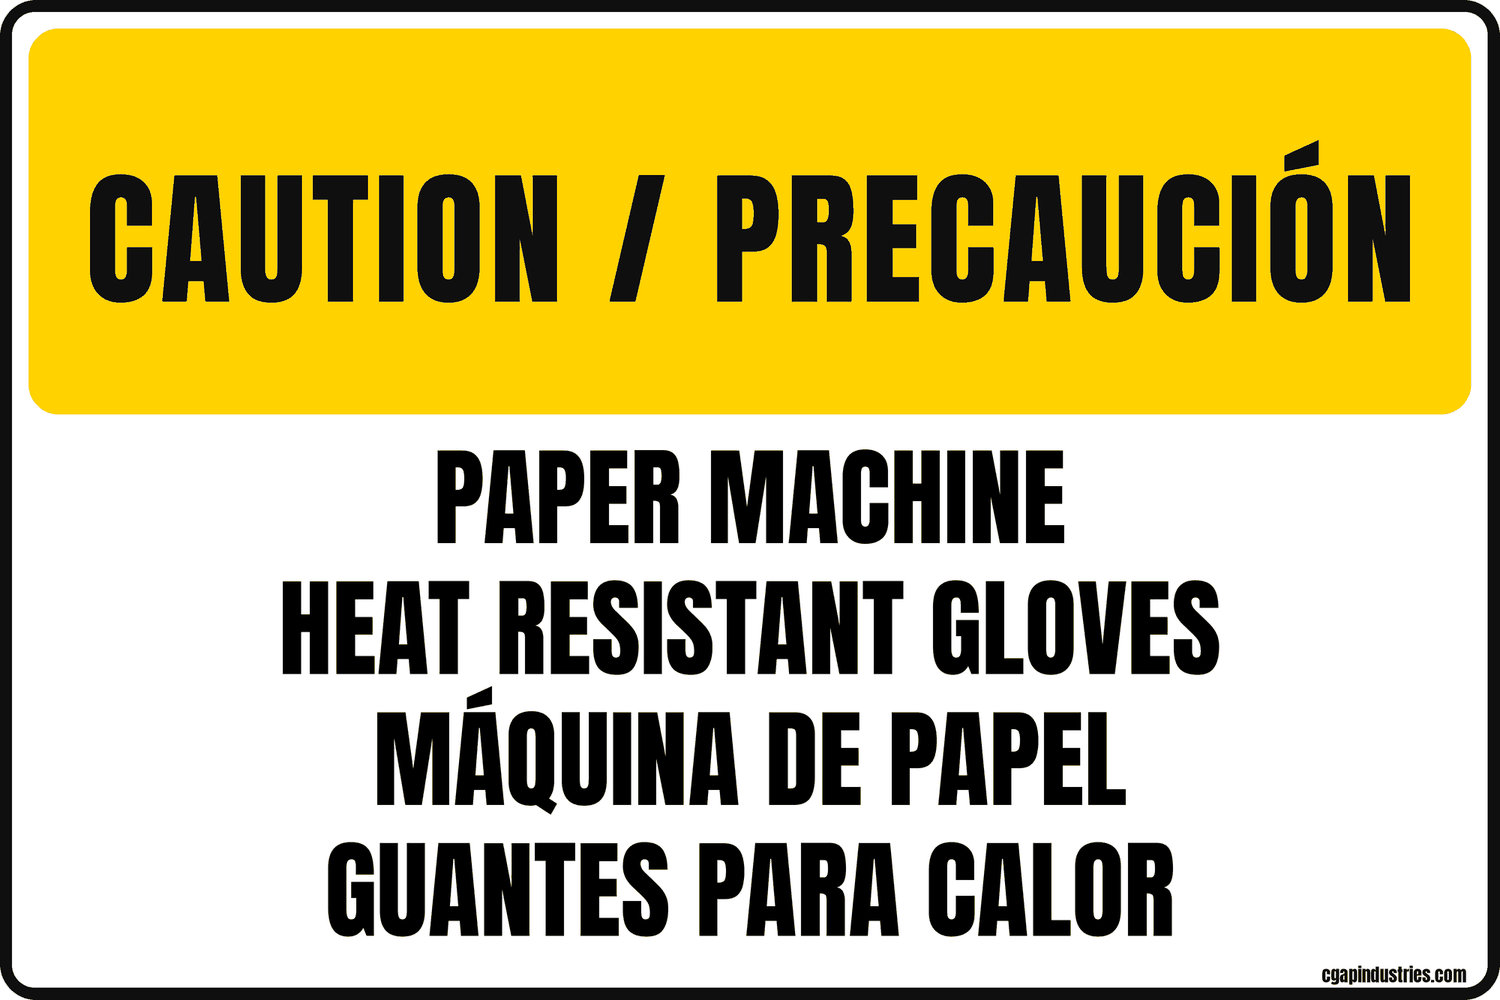 CAUTION / PRECAUCIÓN
PAPER MACHINE
HEAT RESISTANT GLOVES
MÁQUINA DE PAPEL
GUANTES PARA CALOR
cgapindustries.com